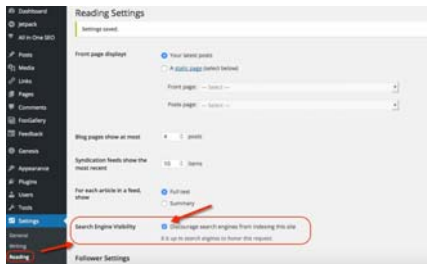 Dashboard
Jetpack
All in One SEO
Posts
Media
Links
Pages
Comments
FooGallery
Feedback
Genesis
Appearance
Plugins
Users
Tools
Settings
General
Writing
Reading
Reading Settings
Settings saved.
Front page displays
Your latest posts
A static page (select below)
Front page: — Select —
Posts page: — Select —
Blog pages show at most
posts
Syndication feeds show the most recent
10 items
For each article in a feed, show
Full text
Summary
Search Engine Visibility
Discourage search engines from indexing this site
It is up to search engines to honor this request.
Follower Settings